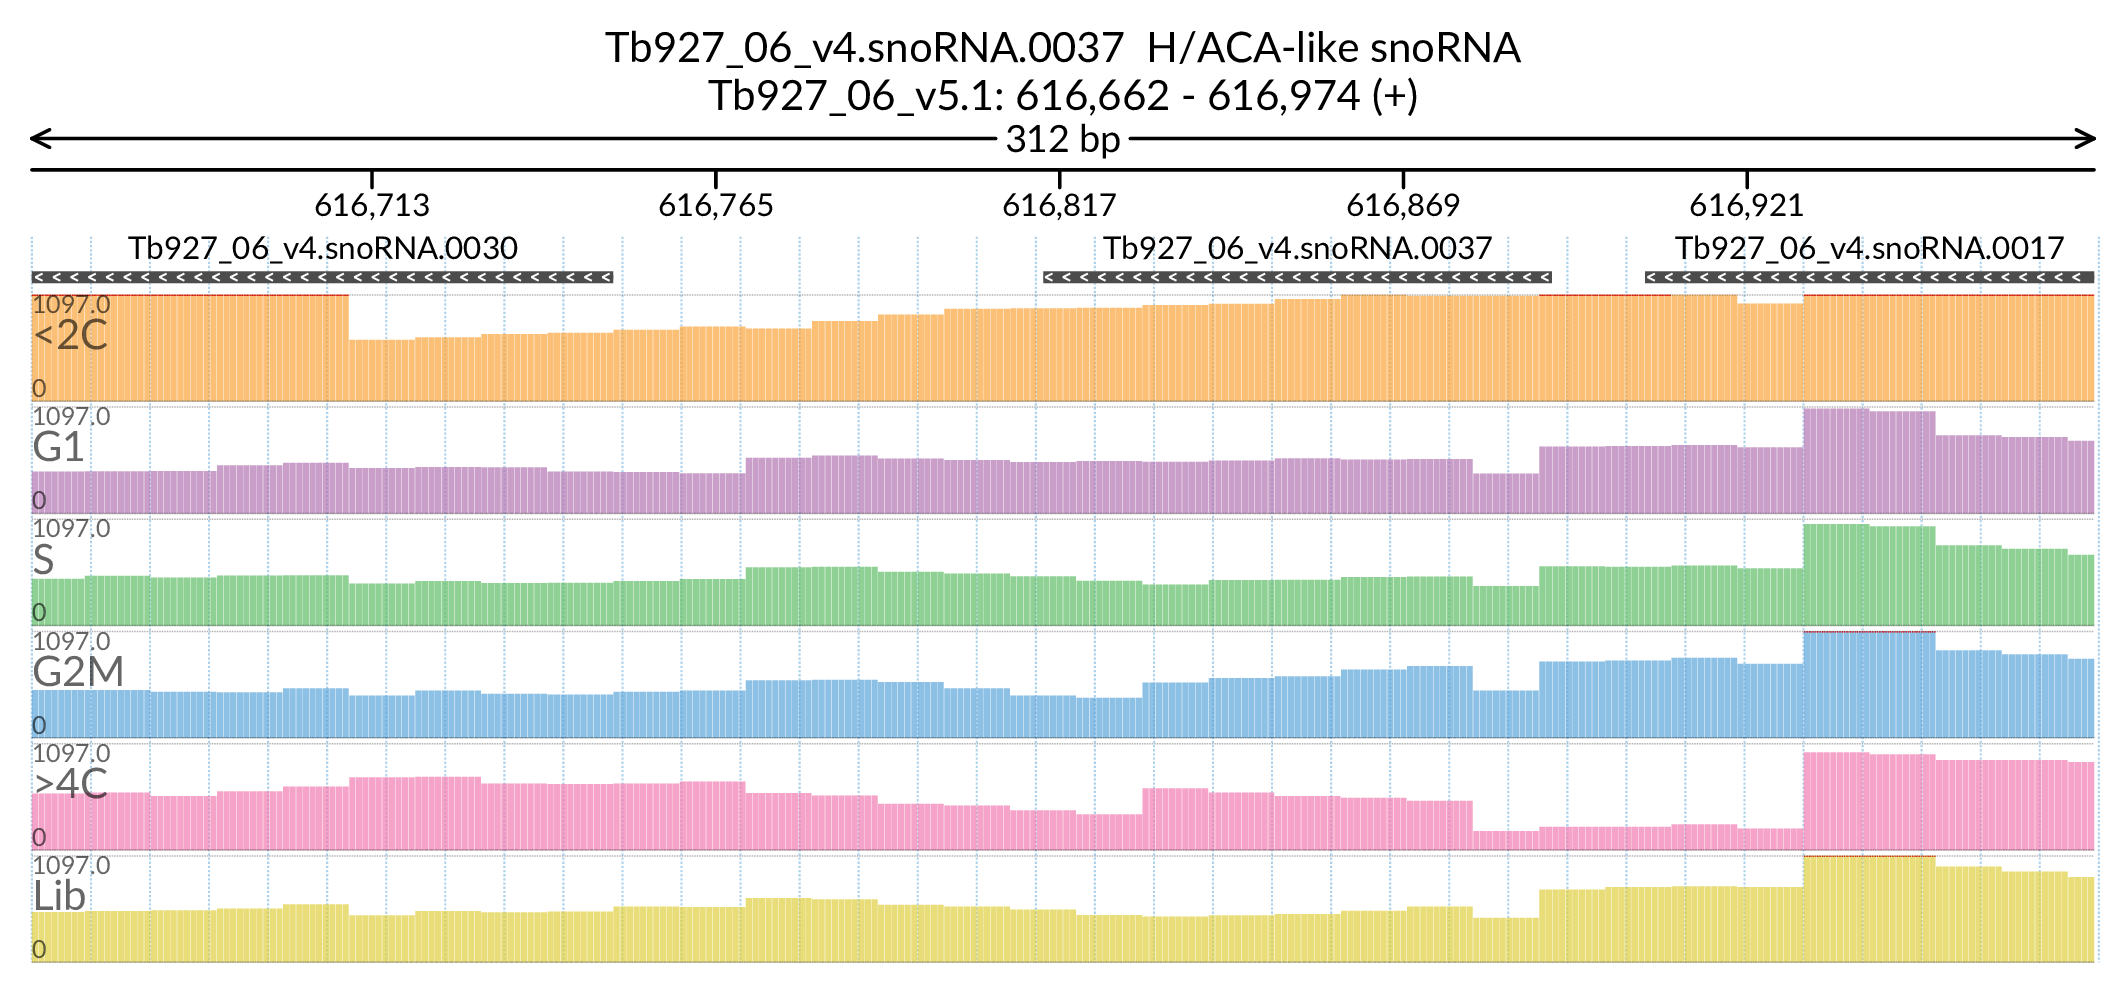 Tb927_06_v4.snoRNA.0037  H/ACA-like snoRNA
Tb927_06_v5.1: 616,662 - 616,974 (+)
312 bp
616,713 616,765 616,817 616,869 616,921
Tb927_06_v4.snoRNA.0030 Tb927_06_v4.snoRNA.0037 Tb927_06_v4.snoRNA.0017
1097.0
<2C
0
1097.0
G1
0
1097.0
S
0
1097.0
G2M
0
1097.0
>4C
0
1097.0
Lib
0